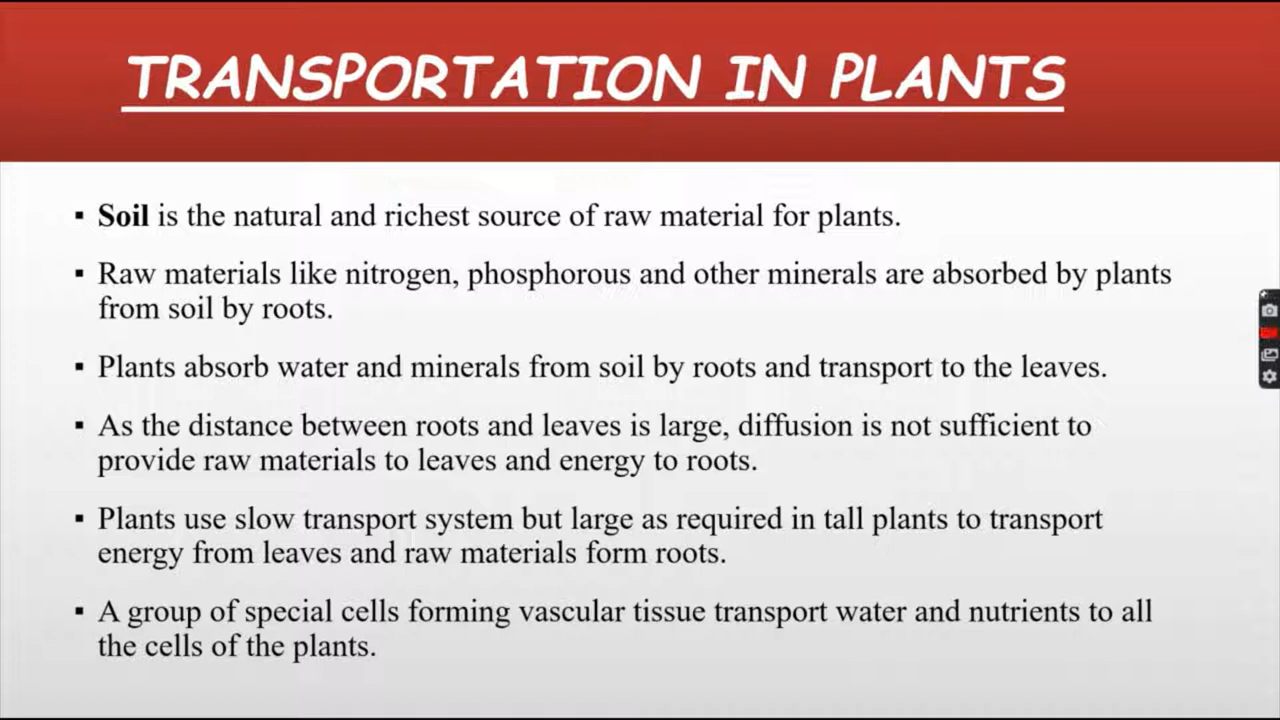 TRANSPORTATION IN PLANTS
▪ Soil is the natural and richest source of raw material for plants.
▪ Raw materials like nitrogen, phosphorous and other minerals are absorbed by plants
from soil by roots.
▪ Plants absorb water and minerals from soil by roots and transport to the leaves.
▪ As the distance between roots and leaves is large, diffusion is not sufficient to
provide raw materials to leaves and energy to roots.
▪ Plants use slow transport system but large as required in tall plants to transport
energy from leaves and raw materials form roots.
▪ A group of special cells forming vascular tissue transport water and nutrients to all
the cells of the plants.